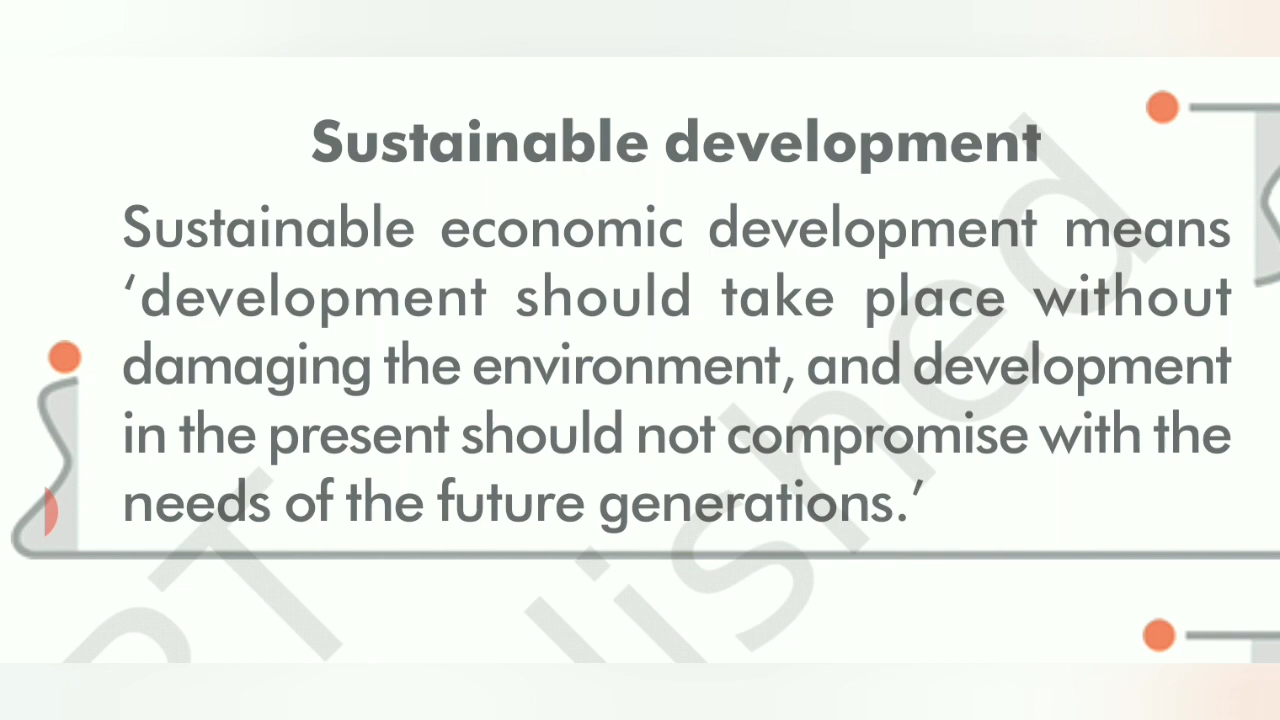 Sustainable development
Sustainable economic development means
‘development should take place without
damaging the environment, and development
in the present should not compromise with the
needs of the future generations.’